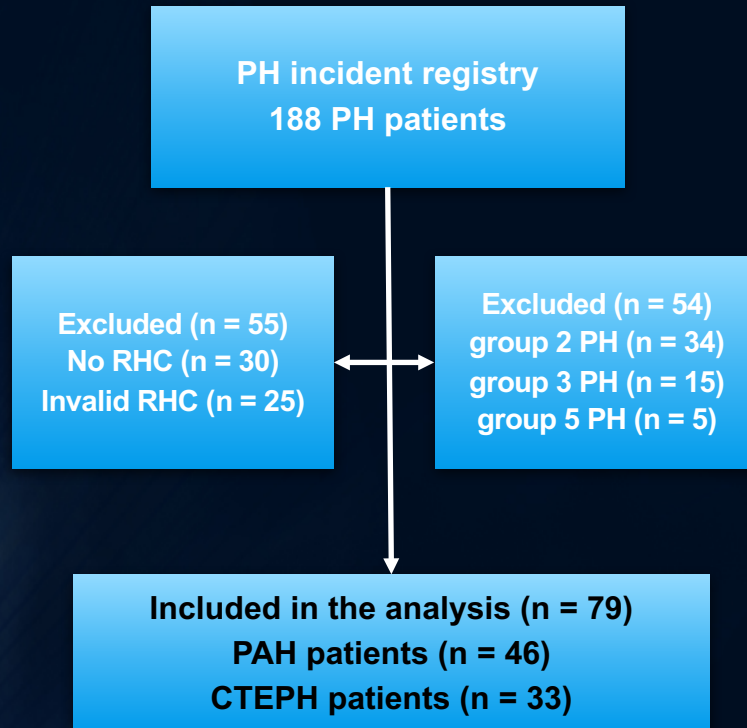 PH incident registry
188 PH patients
Excluded (n = 55)
No RHC (n = 30)
Invalid RHC (n = 25)
Excluded (n = 54)
group 2 PH (n = 34)
group 3 PH (n = 15)
group 5 PH (n = 5)
Included in the analysis (n = 79)
PAH patients (n = 46)
CTEPH patients (n = 33)